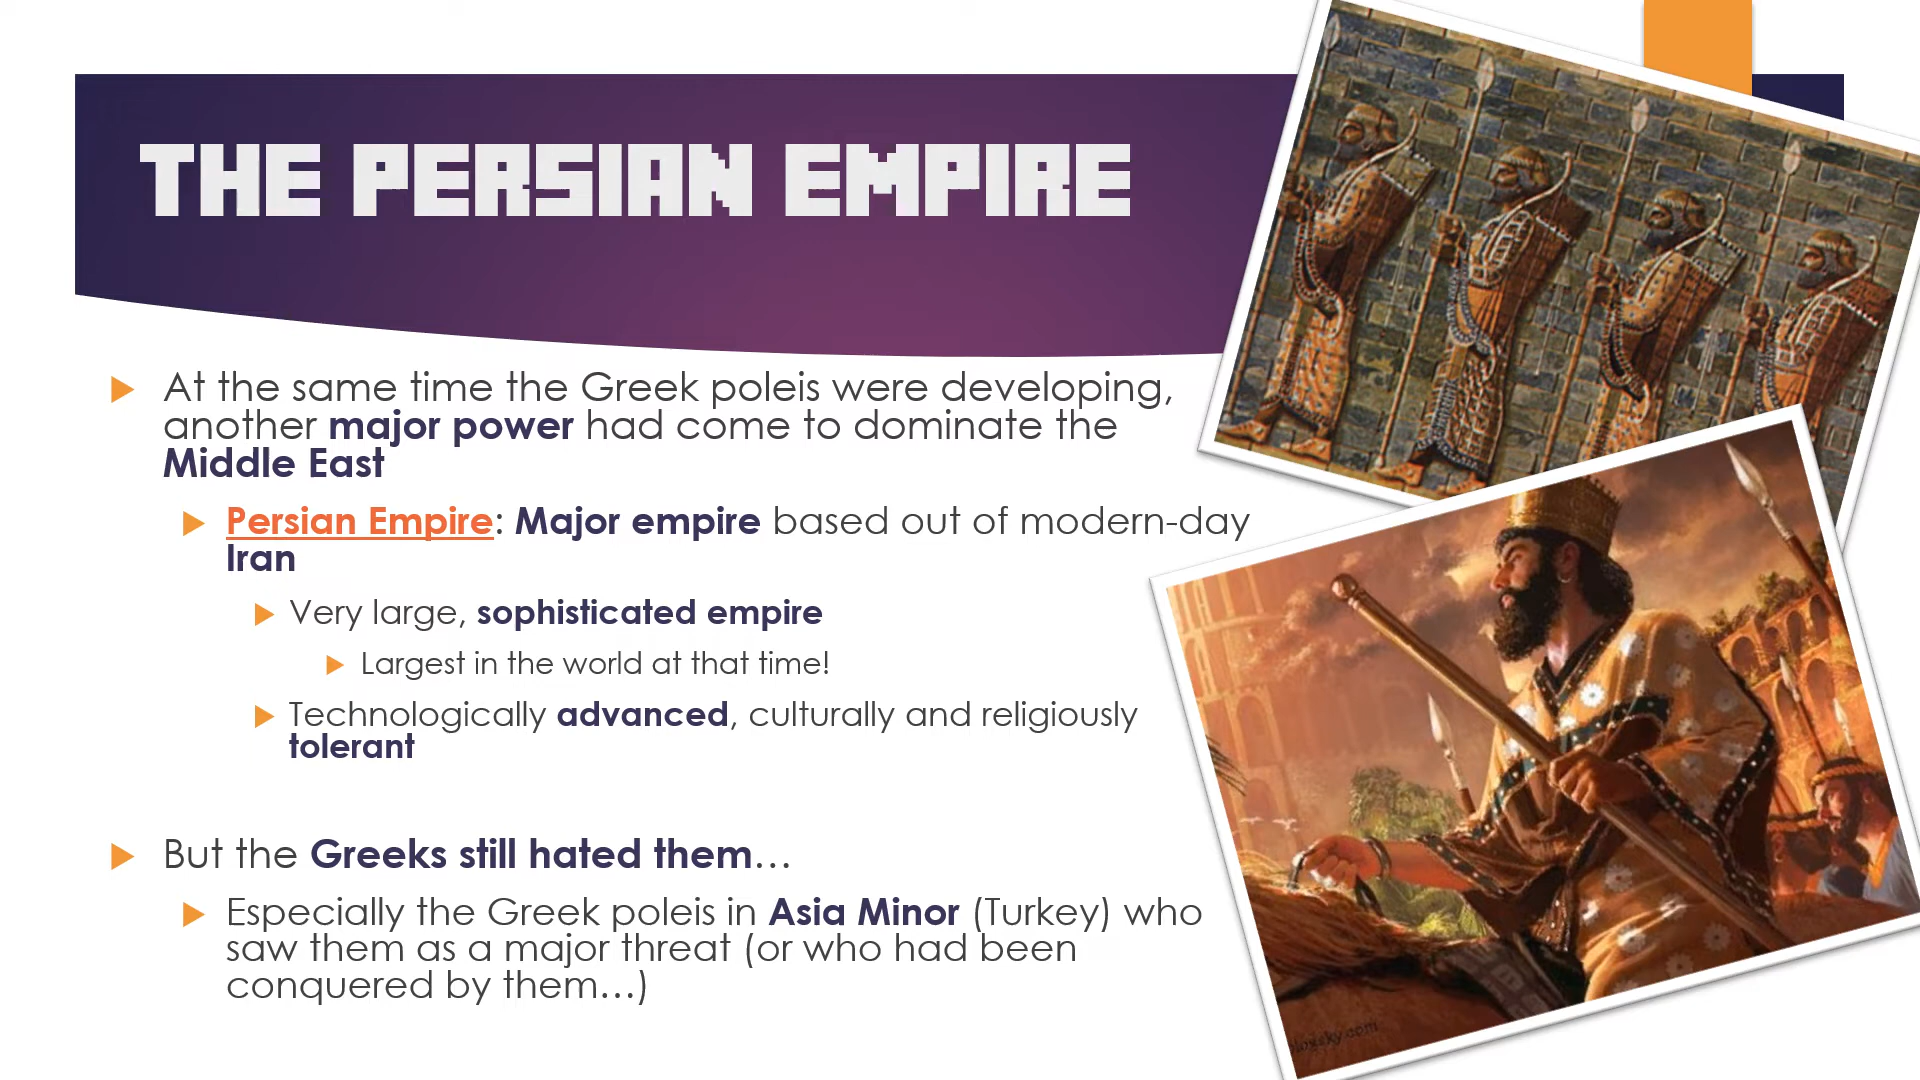 THE PERSIAN EMPIRE
At the same time the Greek poleis were developing,
another major power had come to dominate the
Middle East
Persian Empire: Major empire based out of modern-day
Iran
Very large, sophisticated empire
Largest in the world at that time!
Technologically advanced, culturally and religiously
tolerant
But the Greeks still hated them…
Especially the Greek poleis in Asia Minor (Turkey) who
saw them as a major threat (or who had been
conquered by them…)